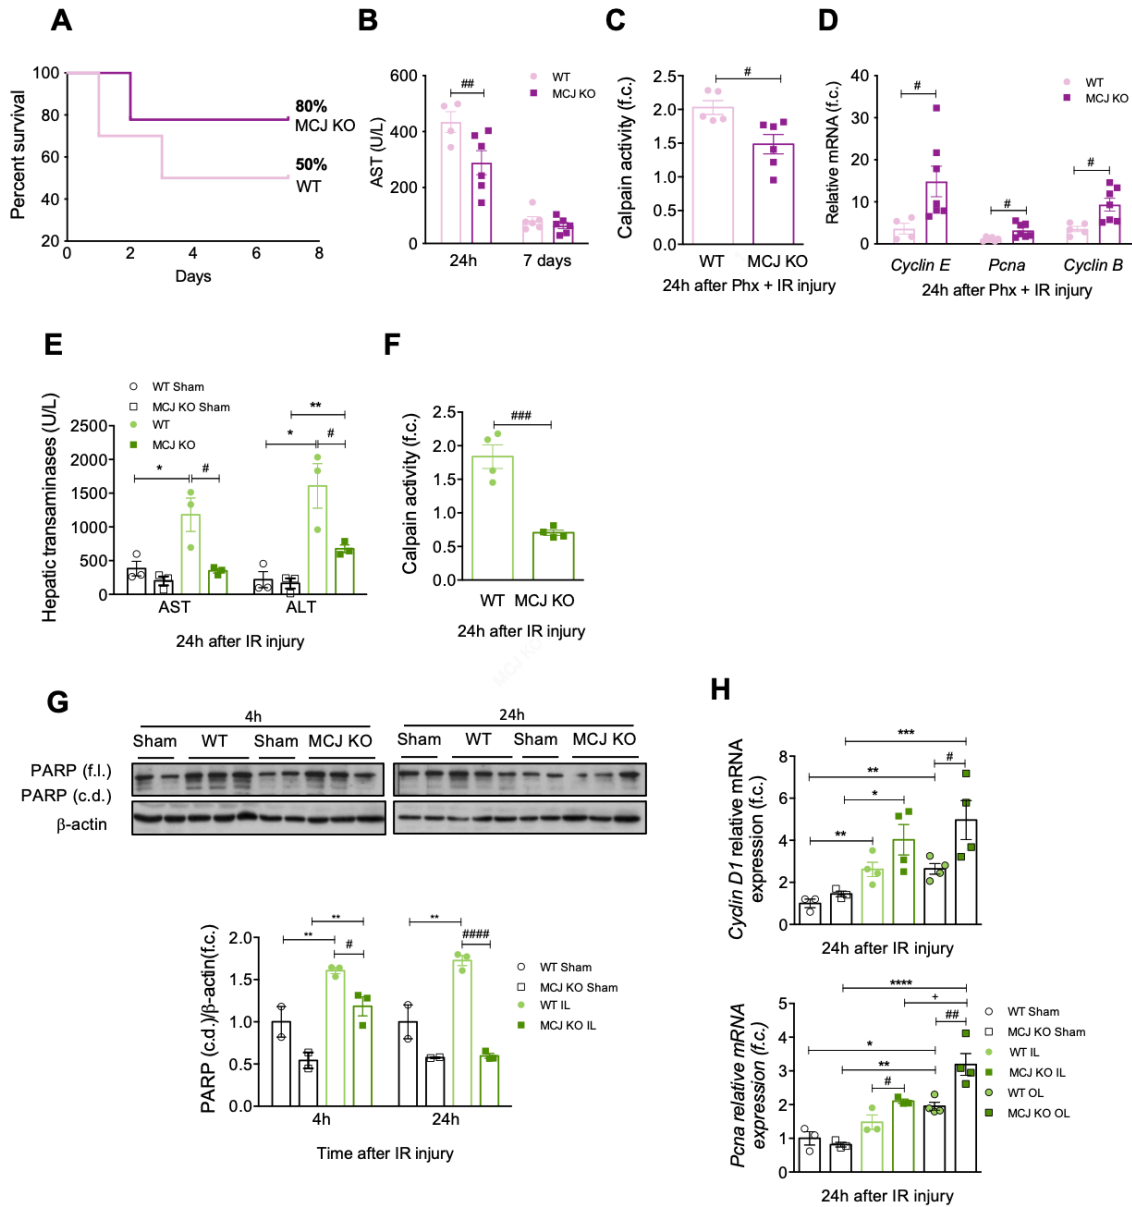 A
Percent survival
100
80
60
40
20
0
2
4
6
8
Days
80%
MCJ KO
50%
WT
B
AST (U/L)
600
400
200
0
##
WT
MCJ KO
24h
7 days
C
Calpain activity (f.c.)
2.5
2.0
1.5
1.0
0.5
0.0
#
WT
MCJ KO
24h after Phx + IR injury
D
Relative mRNA (f.c.)
40
30
20
10
0
#
#
#
WT
MCJ KO
Cyclin E
Pcna
Cyclin B
24h after Phx + IR injury
E
WT Sham
MCJ KO Sham
WT
MCJ KO
Hepatic transaminases (U/L)
2500
2000
1500
1000
500
0
*
#
**
*
#
AST
ALT
24h after IR injury
F
Calpain activity (f.c.)
2.5
2.0
1.5
1.0
0.5
0.0
###
WT
MCJ KO
24h after IR injury
MCJ KO
G
4h
24h
Sham
WT
Sham
MCJ KO
Sham
WT
Sham
MCJ KO
PARP (f.l.)
PARP (c.d.)
β-actin
PARP (c.d.)/β-actin(f.c.)
2.0
1.5
1.0
0.5
0.0
**
**
#
**
####
4h
24h
Time after IR injury
WT Sham
MCJ KO Sham
WT IL
MCJ KO IL
H
Cyclin D1 relative mRNA
expression (f.c.)
8
6
4
2
0
***
**
#
*
**
24h after IR injury
Pcna relative mRNA
expression (f.c.)
5
4
3
2
1
0
****
+
##
*
**
#
24h after IR injury
WT Sham
MCJ KO Sham
WT IL
MCJ KO IL
WT OL
MCJ KO OL